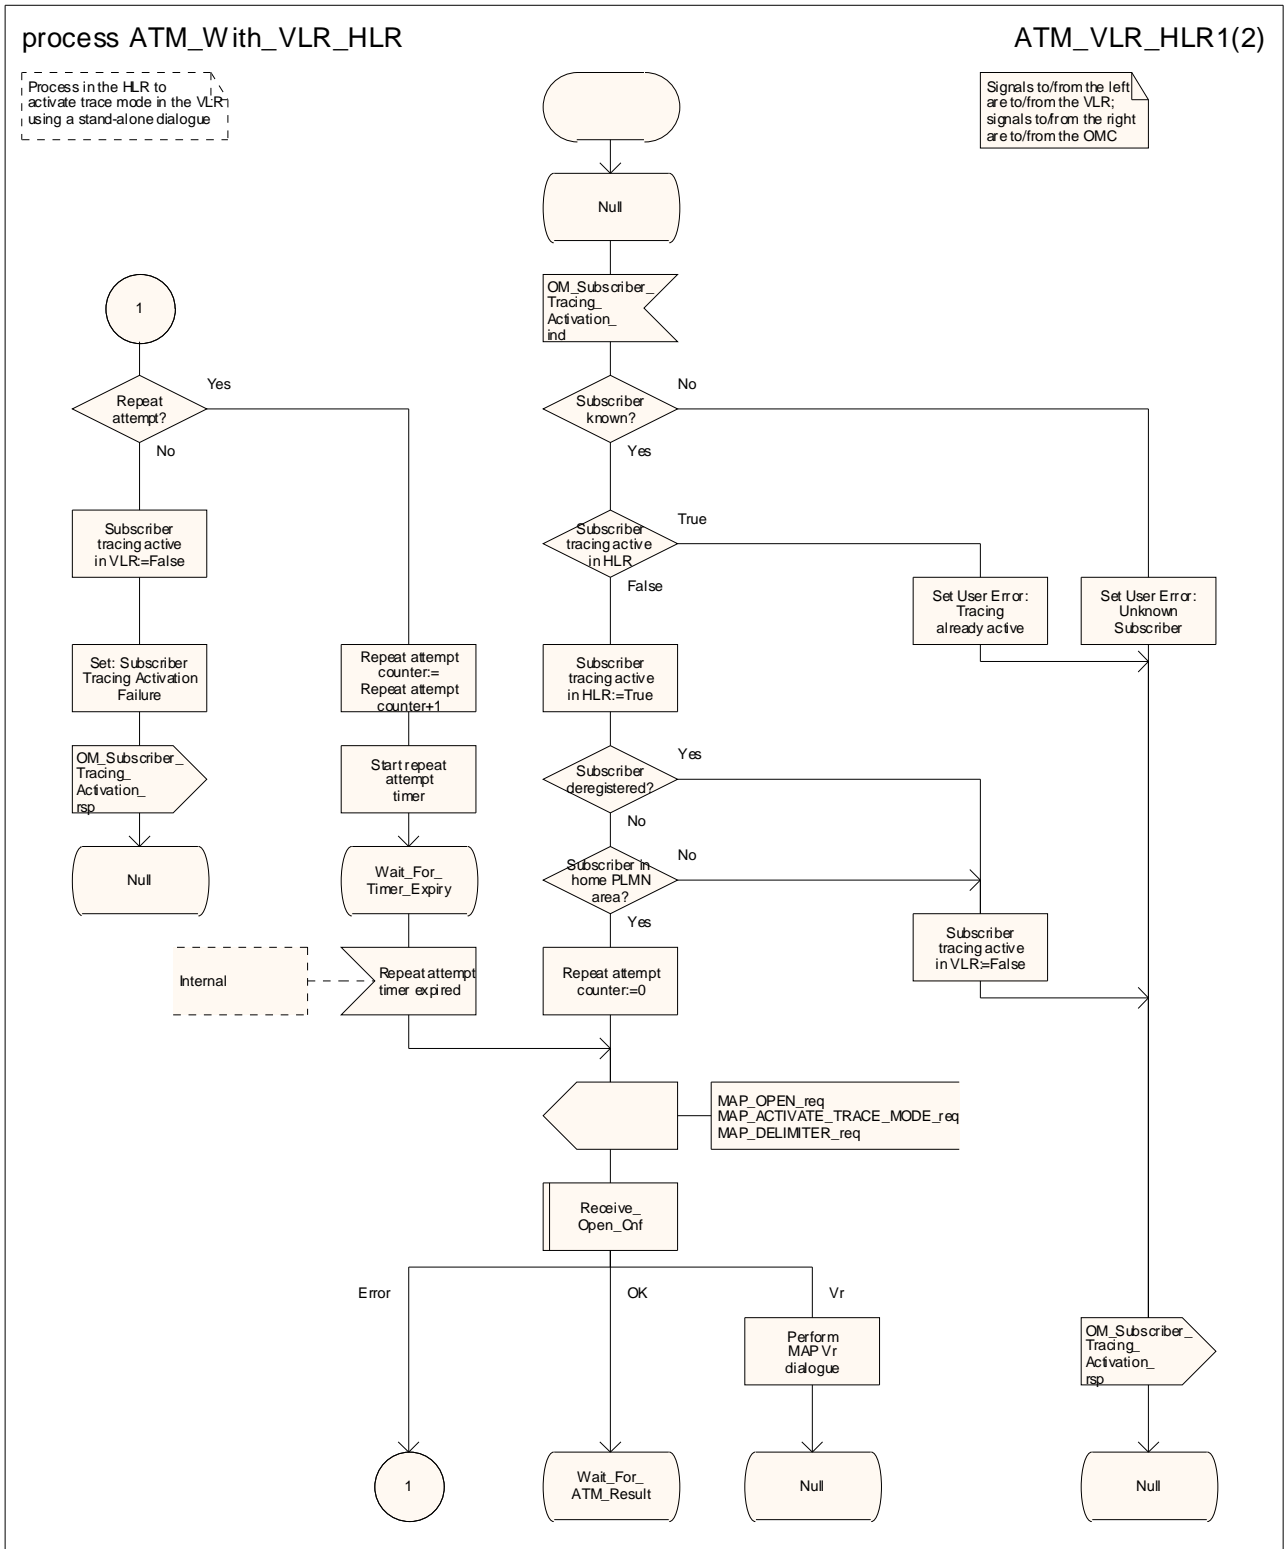 process ATM_With_VLR_HLR
ATM_VLR_HLR1(2)
Process in the HLR to
activate trace mode in the VLR
using a stand-alone dialogue
Signals to/from the left
are to/from the VLR;
signals to/from the right
are to/from the OMC
Null
OM_Subscriber_
Tracing_
Activation_
ind
1
Repeat
attempt?
Yes
No
Subscriber
known?
No
Yes
Subscriber
tracing active
in VLR:=False
Subscriber
tracing active
in HLR
True
False
Set User Error:
Tracing
already active
Set User Error:
Unknown
Subscriber
Set: Subscriber
Tracing Activation
Failure
Repeat attempt
counter:=
Repeat attempt
counter+1
Subscriber
tracing active
in HLR:=True
OM_Subscriber_
Tracing_
Activation_
rsp
Start repeat
attempt
timer
Subscriber
deregistered?
Yes
No
Null
Wait_For_
Timer_Expiry
Subscriber in
home PLMN
area?
No
Yes
Subscriber
tracing active
in VLR:=False
Internal
Repeat attempt
timer expired
Repeat attempt
counter:=0
MAP_OPEN_req
MAP_ACTIVATE_TRACE_MODE_req
MAP_DELIMITER_req
Receive_
Open_Cnf
Error
OK
Vr
Perform
MAP Vr
dialogue
OM_Subscriber_
Tracing_
Activation_
rsp
1
Wait_For_
ATM_Result
Null
Null